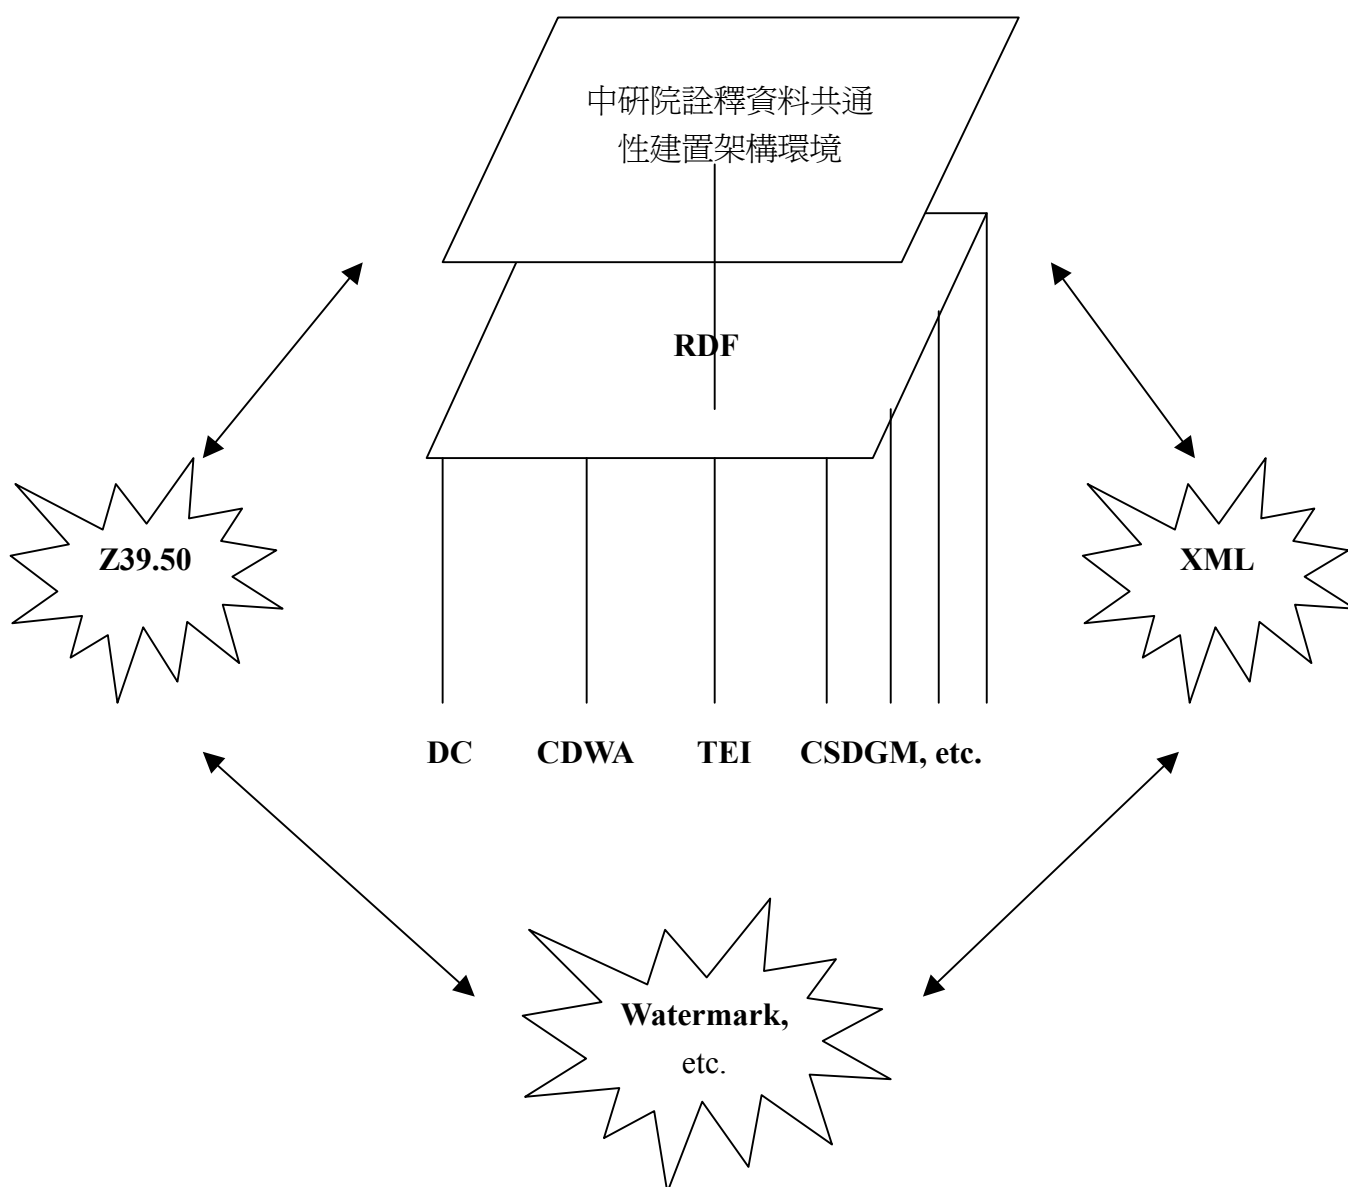 中研院詮釋資料共通
性建置架構環境
RDF
Z39.50
XML
DC CDWA TEI CSDGM, etc.
Watermark,
etc.